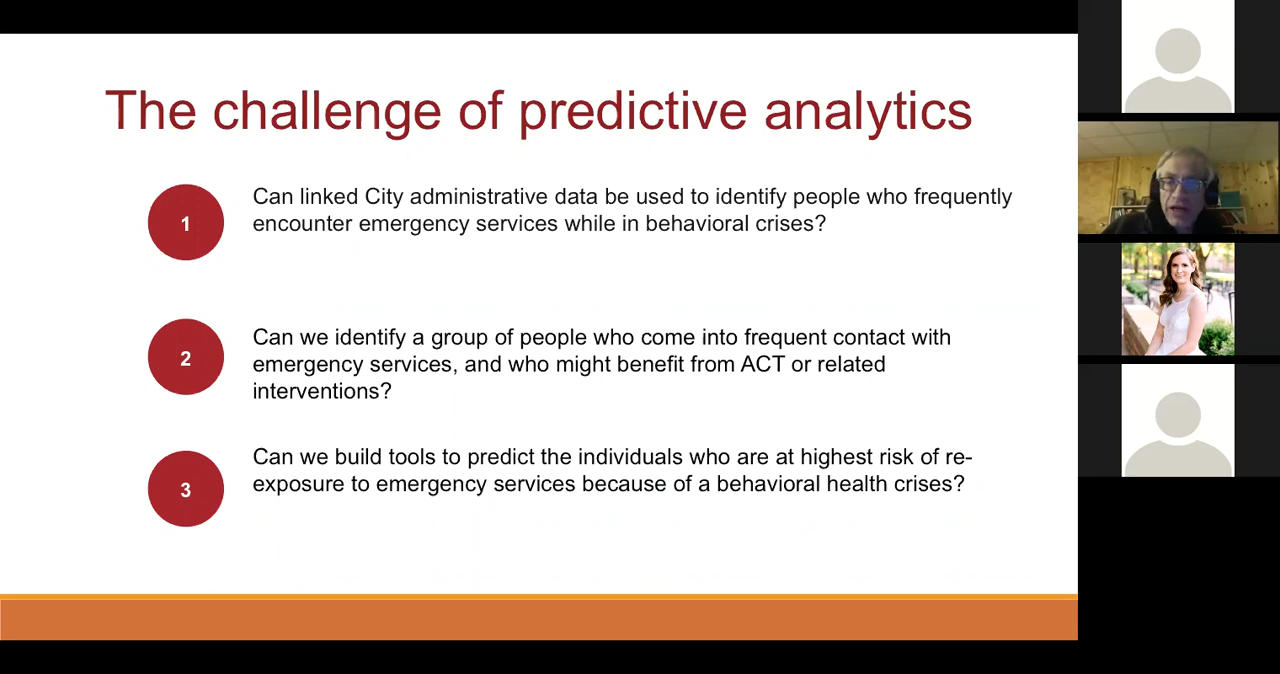 The challenge of predictive analytics
1
Can linked City administrative data be used to identify people who frequently
encounter emergency services while in behavioral crises?
2
Can we identify a group of people who come into frequent contact with
emergency services, and who might benefit from ACT or related
interventions?
3
Can we build tools to predict the individuals who are at highest risk of re-
exposure to emergency services because of a behavioral health crises?